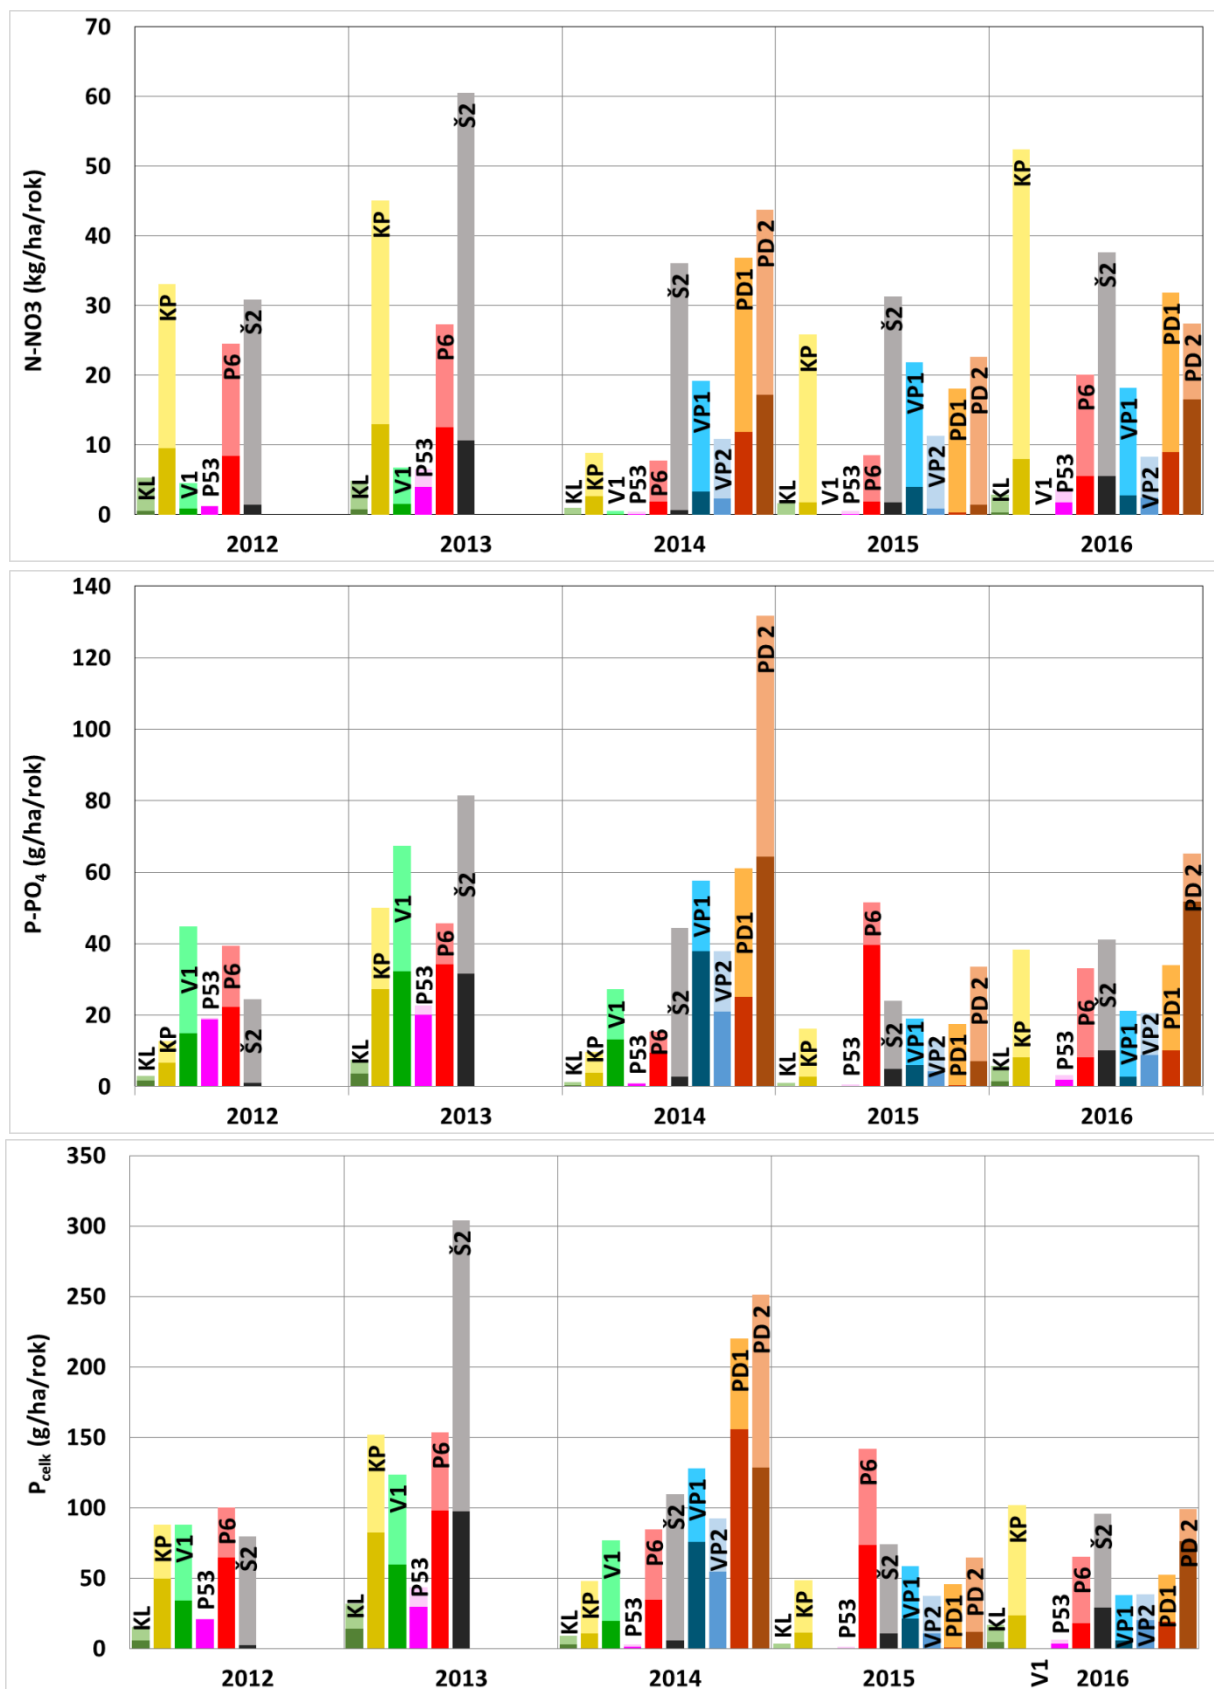 70
60
50
40
30
20
10
0
N-NO3 (kg/ha/rok)
KL
KP
V1
P53
P6
Š2
KL
KP
V1
P53
P6
Š2
KL
KP
V1
P53
P6
Š2
VP1
VP2
PD1
PD 2
KL
KP
V1
P53
P6
Š2
VP1
VP2
PD1
PD 2
KL
KP
V1
P53
P6
Š2
VP1
VP2
PD1
PD 2
2012 2013 2014 2015 2016
140
120
100
80
60
40
20
0
P-PO₄ (g/ha/rok)
KL
KP
V1
P53
P6
Š2
KL
KP
V1
P53
P6
Š2
KL
KP
V1
P53
P6
Š2
VP1
VP2
PD1
PD 2
KL
KP
P53
P6
Š2
VP1
VP2
PD1
PD 2
KL
KP
P53
P6
Š2
VP1
VP2
PD1
PD 2
2012 2013 2014 2015 2016
350
300
250
200
150
100
50
0
Pcelk (g/ha/rok)
KL
KP
V1
P53
P6
Š2
KL
KP
V1
P53
P6
Š2
KL
KP
V1
P53
P6
Š2
VP1
VP2
PD1
PD 2
KL
KP
P53
P6
Š2
VP1
VP2
PD1
PD 2
KL
KP
V1
P53
P6
Š2
VP1
VP2
PD1
PD 2
2012 2013 2014 2015 2016